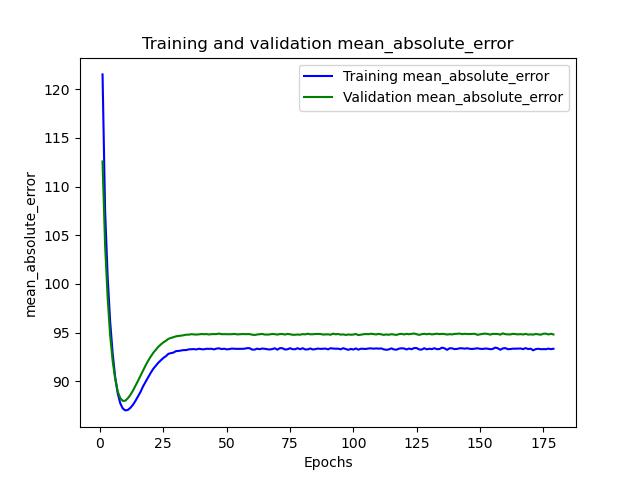 Training and validation mean_absolute_error
Training mean_absolute_error
Validation mean_absolute_error
mean_absolute_error
120
115
110
105
100
95
90
0 25 50 75 100 125 150 175
Epochs